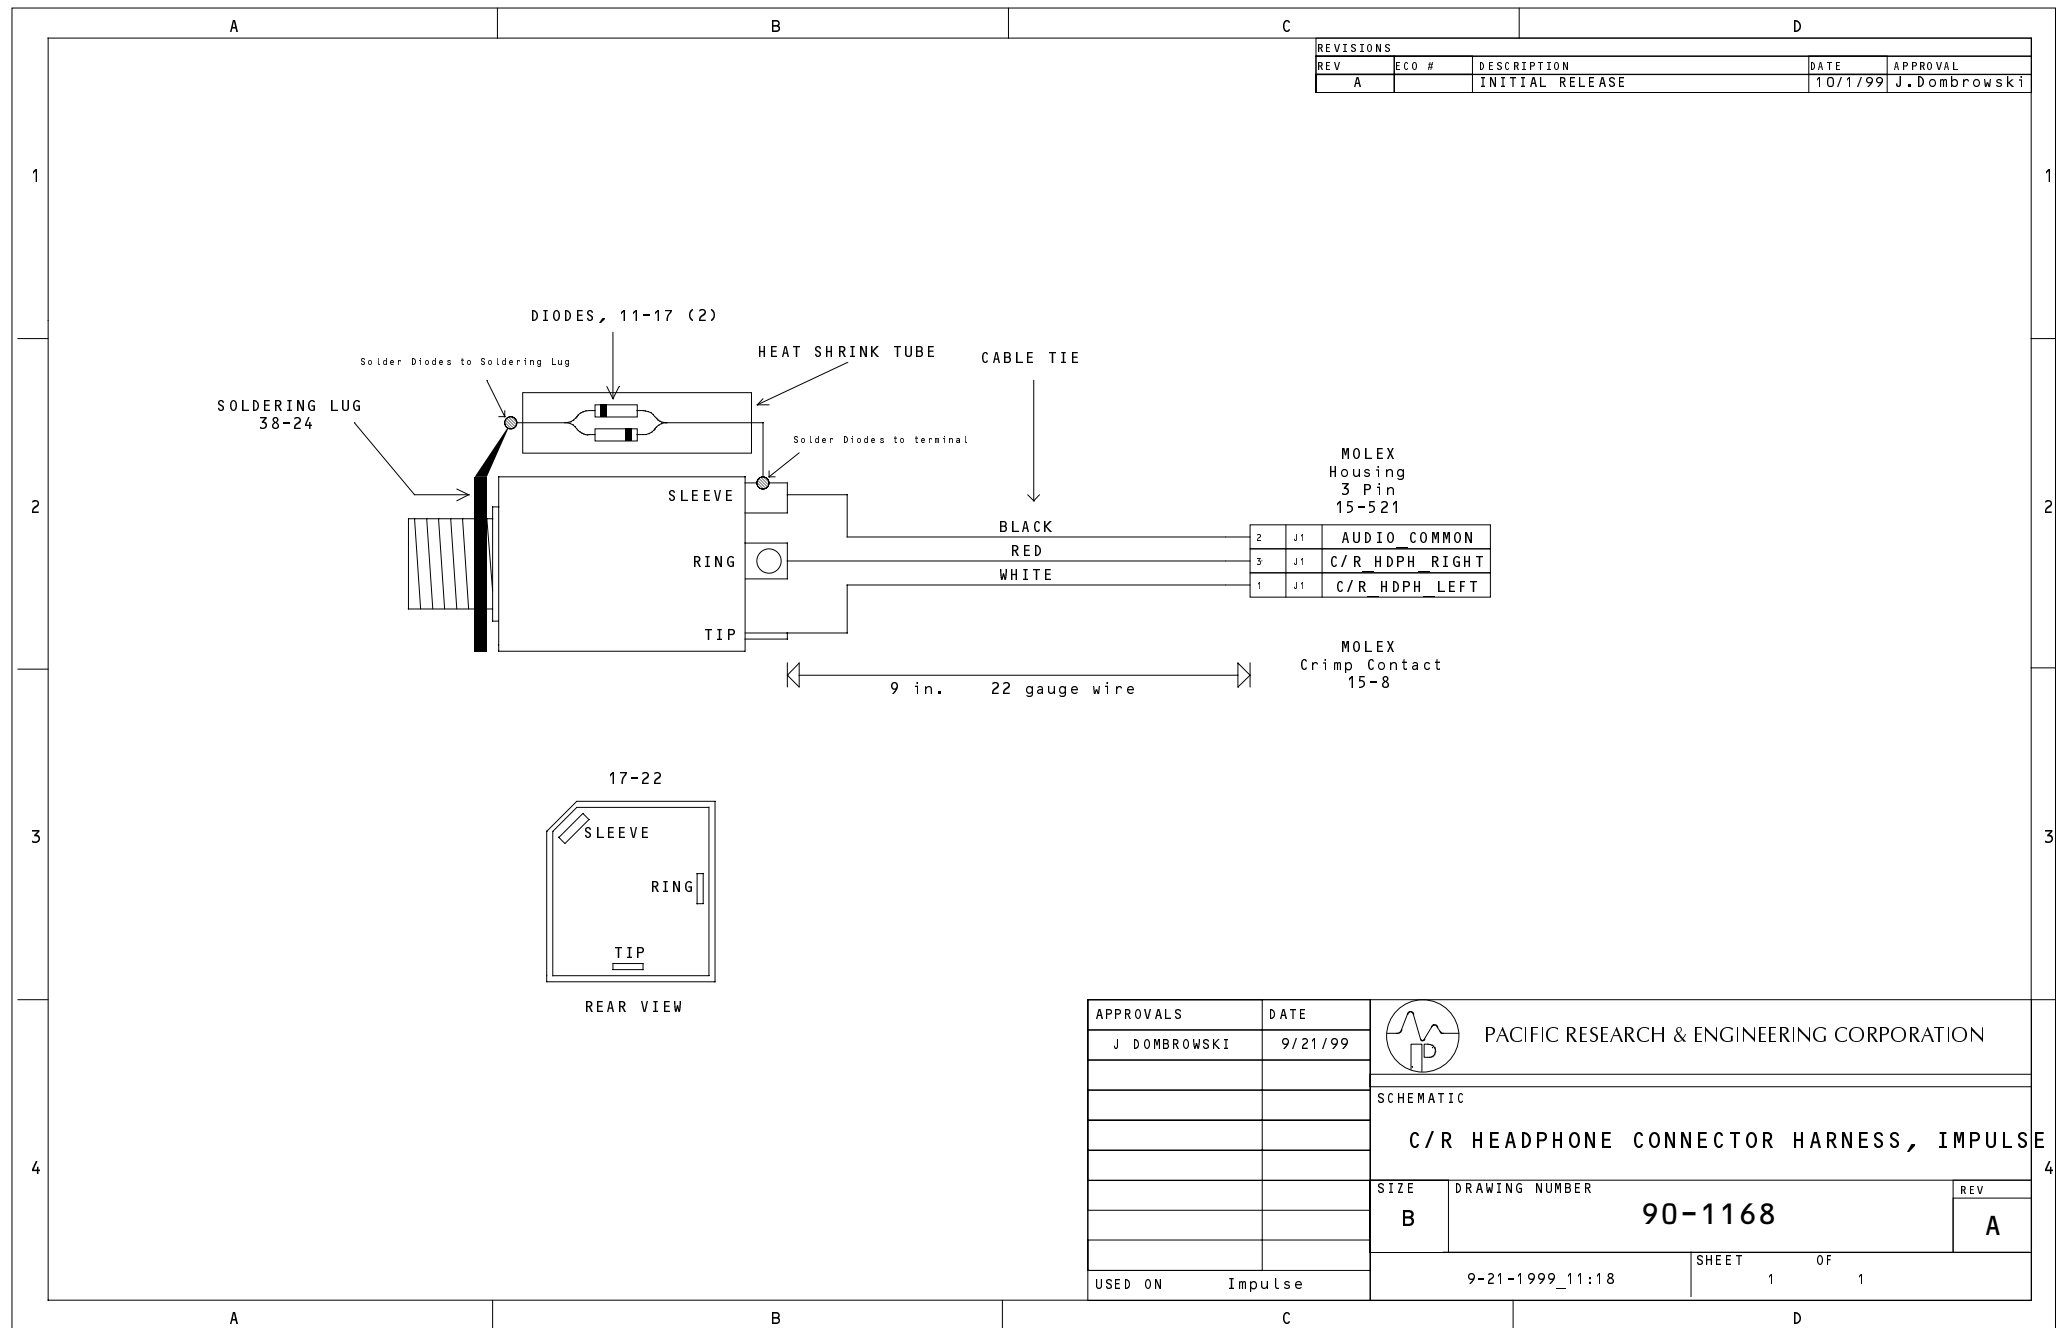 A B C D
REVISIONS
REV ECO # DESCRIPTION DATE APPROVAL
A INITIAL RELEASE 10/1/99 J.Dombrowski
1 1
DIODES, 11-17 (2)
Solder Diodes to Soldering Lug
HEAT SHRINK TUBE
CABLE TIE
SOLDERING LUG
38-24
Solder Diodes to terminal
MOLEX
Housing
3 Pin
15-521
2 2
SLEEVE
BLACK
2 J1 AUDIO_COMMON
RING
RED
3 J1 C/R_HDPH_RIGHT
WHITE
1 J1 C/R_HDPH_LEFT
TIP
MOLEX
Crimp Contact
15-8
9 in. 22 gauge wire
17-22
SLEEVE
3 3
RING
TIP
REAR VIEW
APPROVALS DATE
J DOMBROWSKI 9/21/99
P
PACIFIC RESEARCH & ENGINEERING CORPORATION
SCHEMATIC
C/R HEADPHONE CONNECTOR HARNESS, IMPULSE
4 4
SIZE DRAWING NUMBER REV
B 90-1168 A
SHEET OF
9-21-1999_11:18 1 1
USED ON Impulse
A B C D